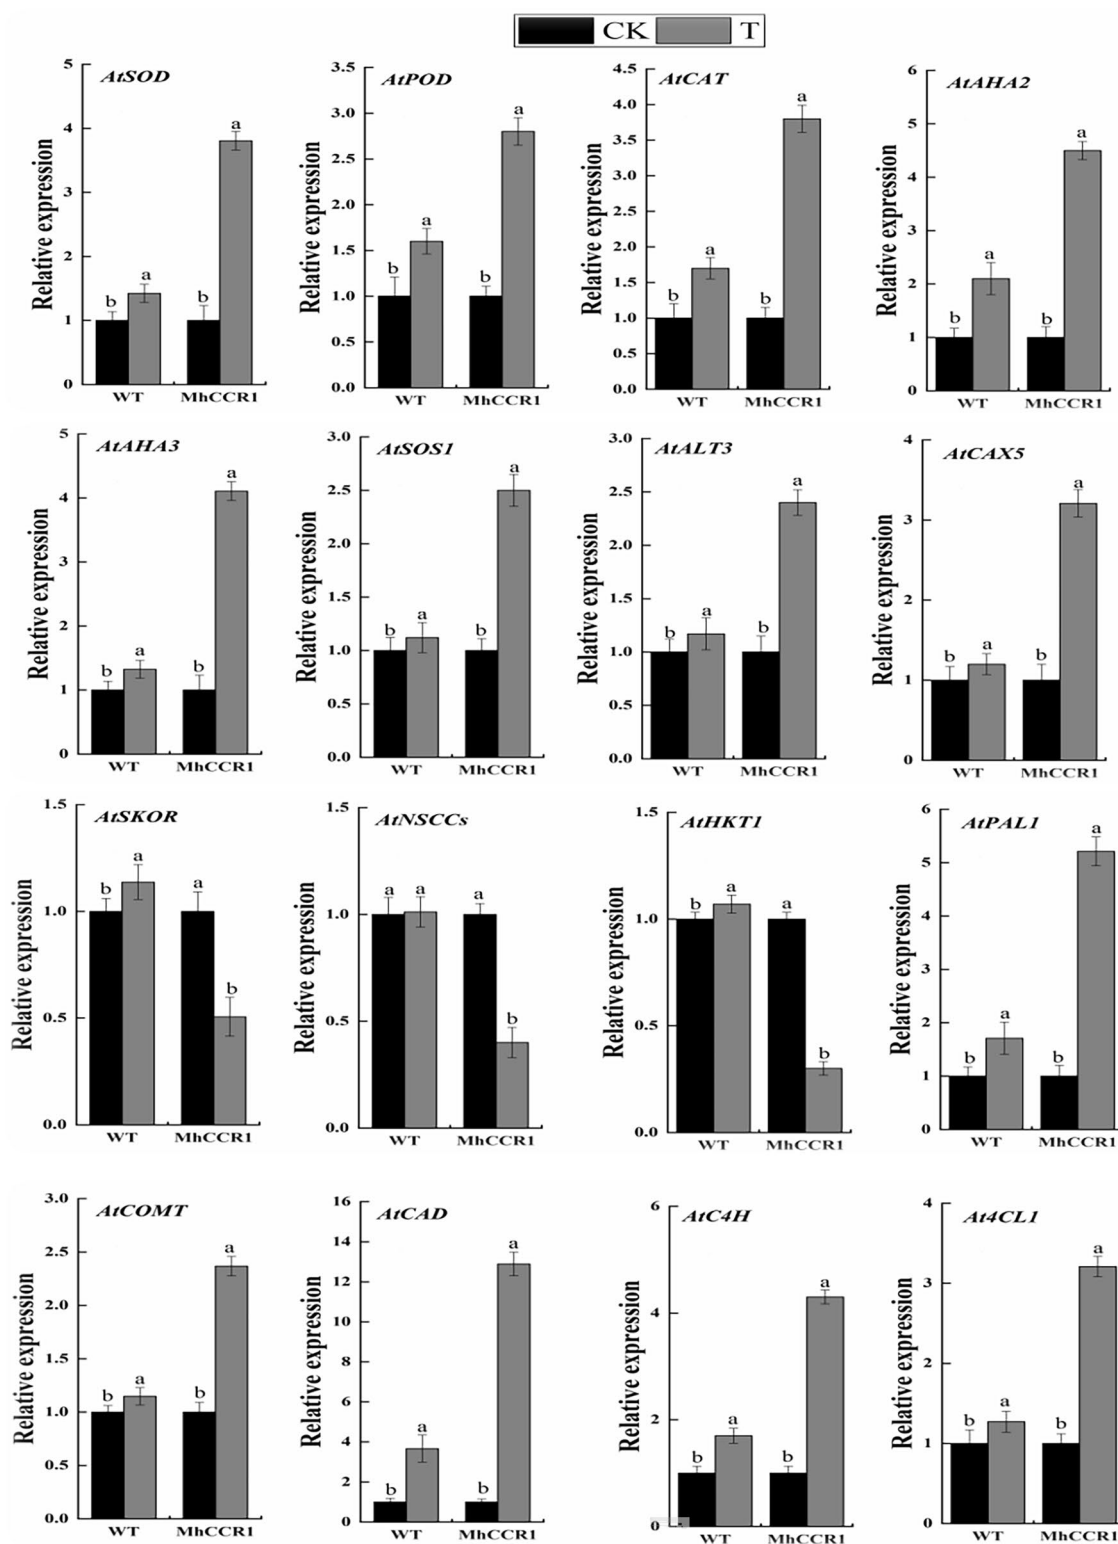 CK T
AtSOD
Relative expression
5
4
3
2
1
0
b a b a
WT MhCCR1
AtPOD
Relative expression
3.5
3.0
2.5
2.0
1.5
1.0
0.5
0.0
b a b a
WT MhCCR1
AtCAT
Relative expression
4.5
4.0
3.5
3.0
2.5
2.0
1.5
1.0
0.5
0.0
b a b a
WT MhCCR1
AtAHA2
Relative expression
6
5
4
3
2
1
0
b a b a
WT MhCCR1
AtAHA3
Relative expression
5
4
3
2
1
0
b a b a
WT MhCCR1
AtSOS1
Relative expression
3.0
2.5
2.0
1.5
1.0
0.5
0.0
b a b a
WT MhCCR1
AtALT3
Relative expression
3.0
2.5
2.0
1.5
1.0
0.5
0.0
b a b a
WT MhCCR1
AtCAX5
Relative expression
4
3
2
1
0
b a b a
WT MhCCR1
AtSKOR
Relative expression
1.5
1.0
0.5
0.0
b a a b
WT MhCCR1
AtNSCCs
Relative expression
1.5
1.0
0.5
0.0
a a a b
WT MhCCR1
AtHKT1
Relative expression
1.5
1.0
0.5
0.0
b a a b
WT MhCCR1
AtPAL1
Relative expression
6
5
4
3
2
1
0
b a b a
WT MhCCR1
AtCOMT
Relative expression
3.0
2.5
2.0
1.5
1.0
0.5
0.0
b a b a
WT MhCCR1
AtCAD
Relative expression
16
14
12
10
8
6
4
2
0
b a b a
WT MhCCR1
AtC4H
Relative expression
6
4
2
0
b a b a
WT MhCCR1
At4CL1
Relative expression
4
3
2
1
0
b a b a
WT MhCCR1